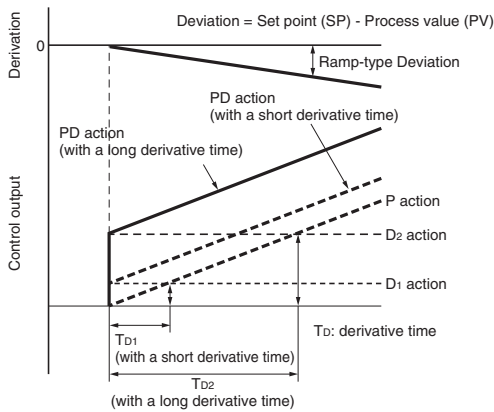 Deviation = Set point (SP) - Process value (PV)
Derivation
0
Ramp-type Deviation
PD action
(with a short derivative time)
PD action
(with a long derivative time)
Control output
P action
D2 action
D1 action
TD: derivative time
TD1
(with a short derivative time)
TD2
(with a long derivative time)